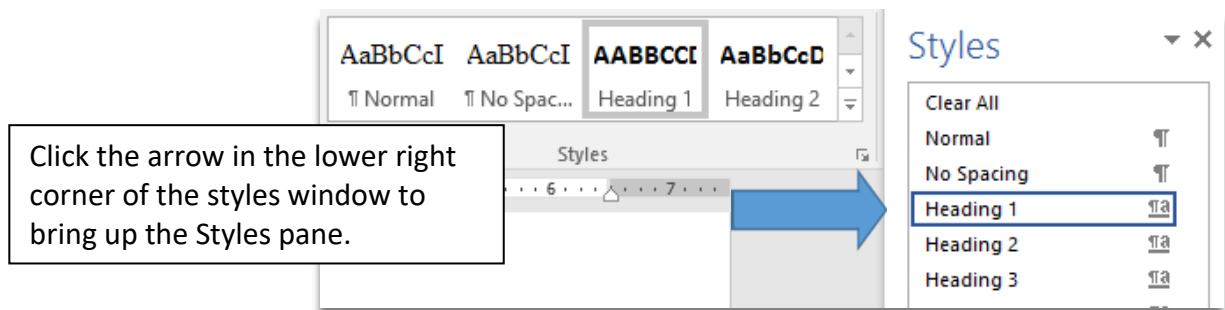 AaBbCcI AaBbCcI AABBCCI AaBbCcD
¶ Normal ¶ No Spac... Heading 1 Heading 2
Styles
6 7
Click the arrow in the lower right
corner of the styles window to
bring up the Styles pane.
Styles
Clear All
Normal ¶
No Spacing ¶
Heading 1 ¶a
Heading 2 ¶a
Heading 3 ¶a